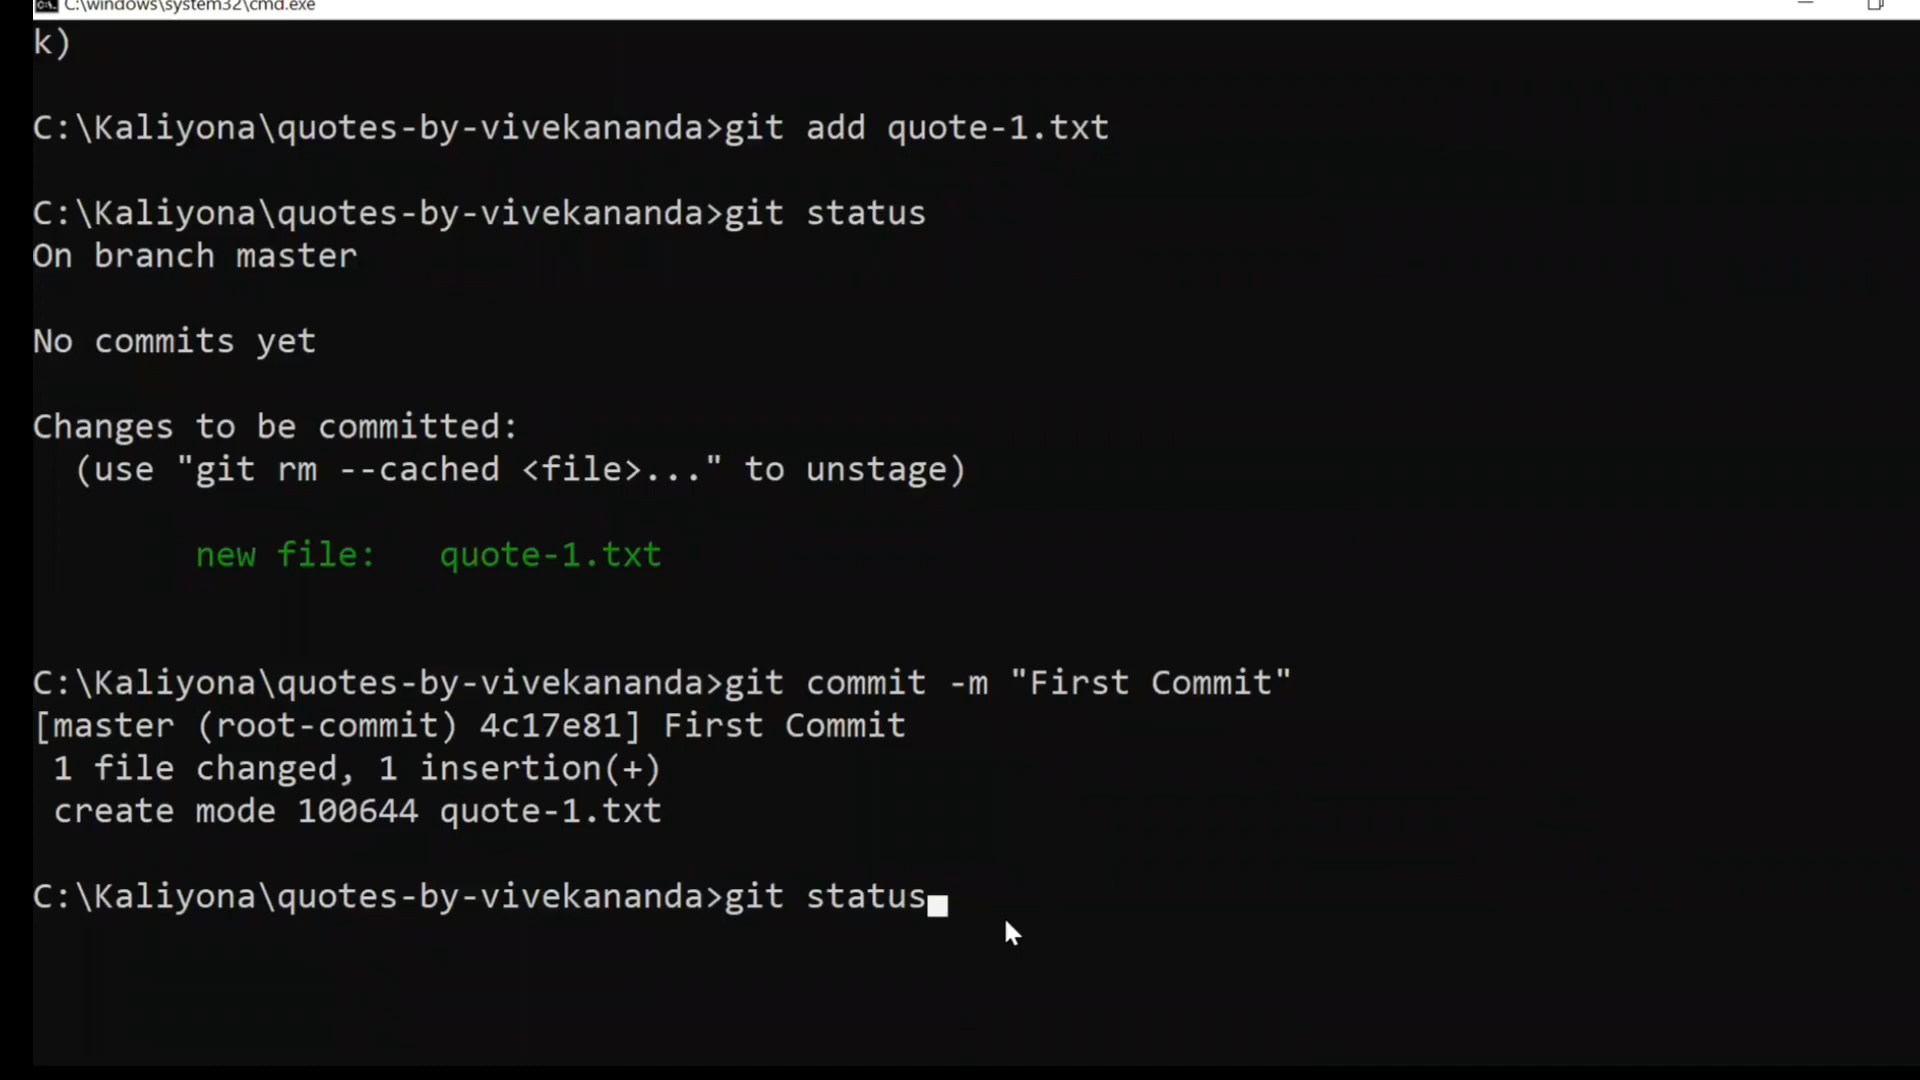 C:\windows\system32\cmd.exe
k)
C:\Kaliyona\quotes-by-vivekananda>git add quote-1.txt
C:\Kaliyona\quotes-by-vivekananda>git status
On branch master
No commits yet
Changes to be committed:
(use "git rm --cached <file>..." to unstage)
new file: quote-1.txt
C:\Kaliyona\quotes-by-vivekananda>git commit -m "First Commit"
[master (root-commit) 4c17e81] First Commit
1 file changed, 1 insertion(+)
create mode 100644 quote-1.txt
C:\Kaliyona\quotes-by-vivekananda>git status